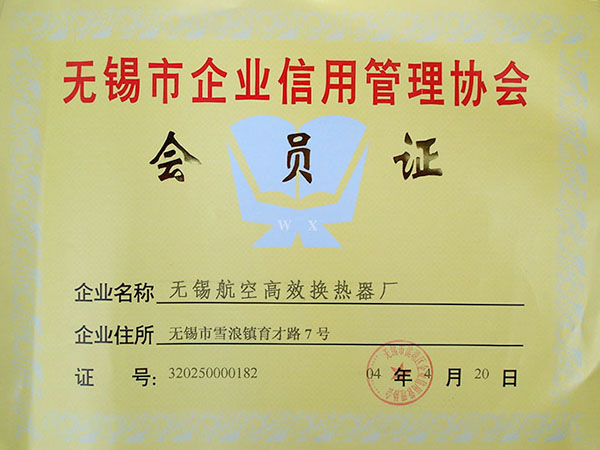 无锡市企业信用管理协会
会员证
W X
企业名称 无锡航空高效换热器厂
企业住所 无锡市雪浪镇育才路7号
证 号: 320250000182 04 年 4 月 20 日